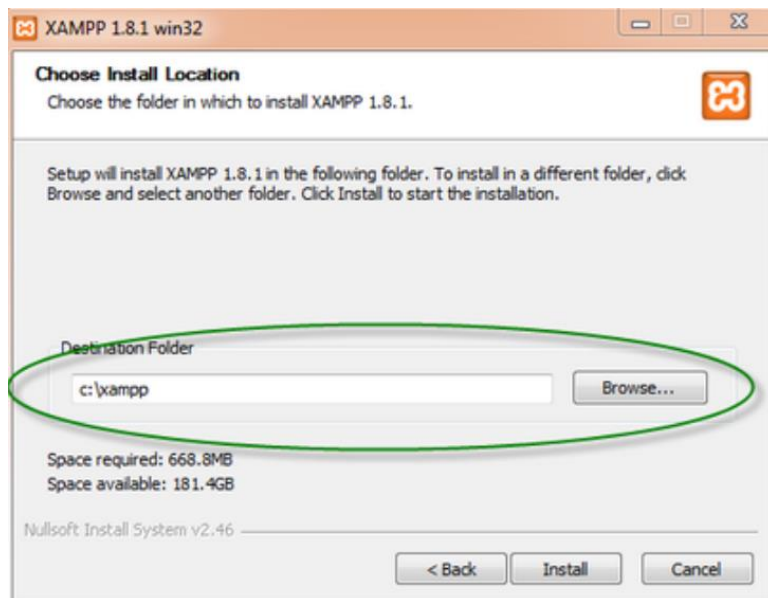 XAMPP 1.8.1 win32
Choose Install Location
Choose the folder in which to install XAMPP 1.8.1.
Setup will install XAMPP 1.8.1 in the following folder. To install in a different folder, click
Browse and select another folder. Click Install to start the installation.
Destination Folder
c:\xampp
Browse...
Space required: 668.8MB
Space available: 181.4GB
Nullsoft Install System v2.46
< Back
Install
Cancel